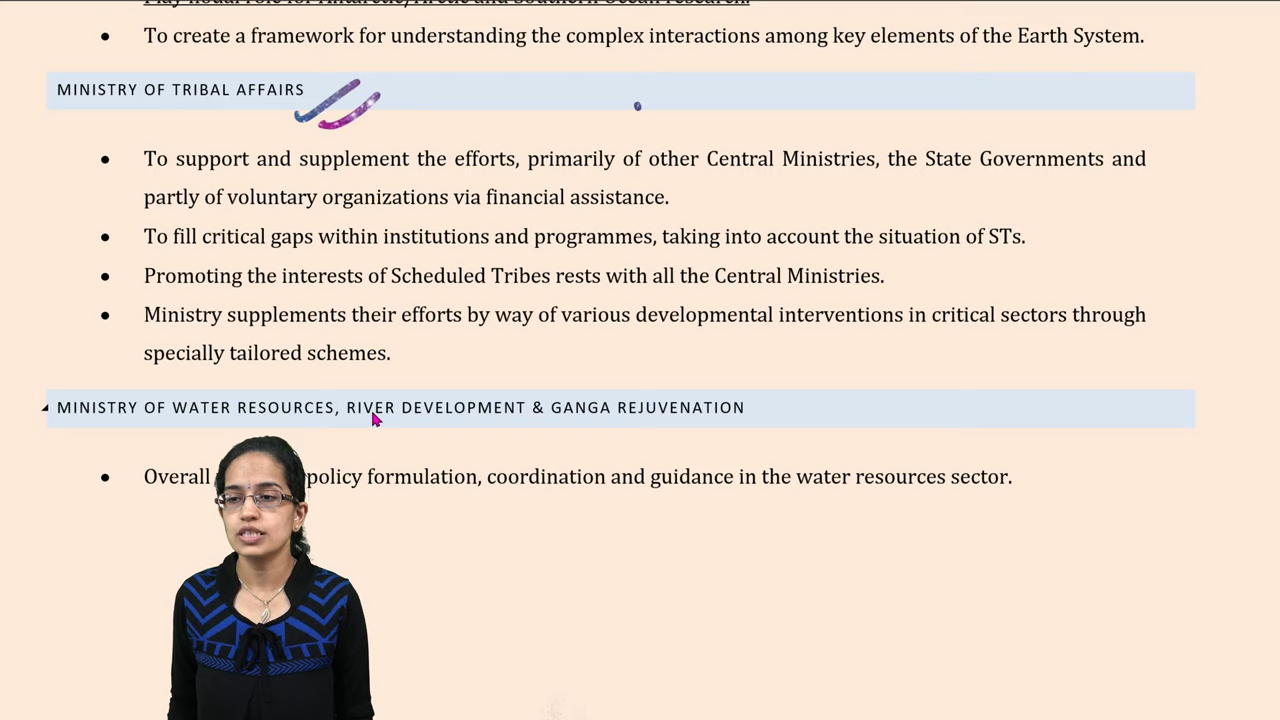 To create a framework for understanding the complex interactions among key elements of the Earth System.
MINISTRY OF TRIBAL AFFAIRS
To support and supplement the efforts, primarily of other Central Ministries, the State Governments and
partly of voluntary organizations via financial assistance.
To fill critical gaps within institutions and programmes, taking into account the situation of STs.
Promoting the interests of Scheduled Tribes rests with all the Central Ministries.
Ministry supplements their efforts by way of various developmental interventions in critical sectors through
specially tailored schemes.
MINISTRY OF WATER RESOURCES, RIVER DEVELOPMENT & GANGA REJUVENATION
Overall policy formulation, coordination and guidance in the water resources sector.